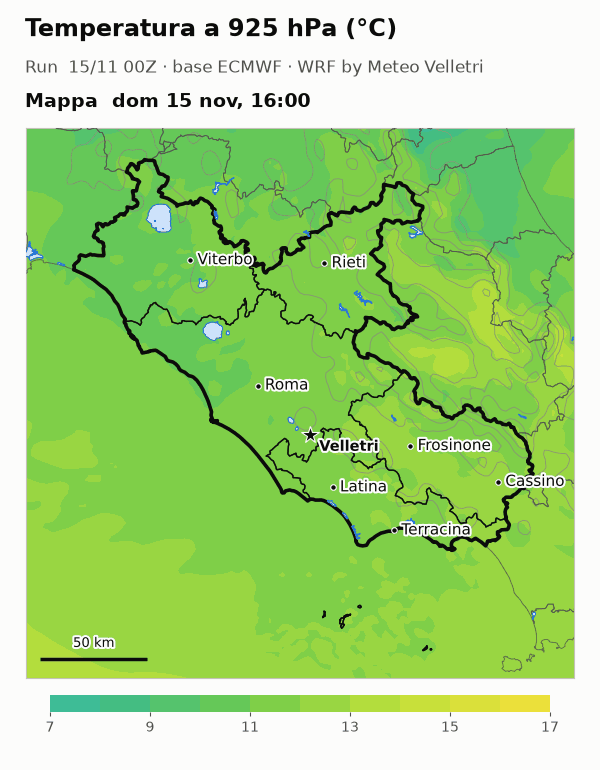 Temperatura a 925 hPa (°C)
Run  15/11 00Z · base ECMWF · WRF by Meteo Velletri
Mappa  dom 15 nov, 16:00
Viterbo
Rieti
Roma
Velletri
Frosinone
Cassino
Latina
Terracina
50 km
7 9 11 13 15 17